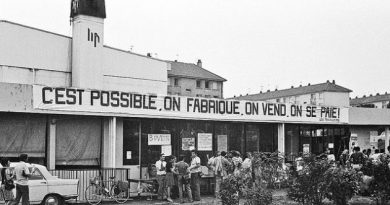 lip
C'EST POSSIBLE. ON FABRIQUE. ON VEND. ON SE PAIE!